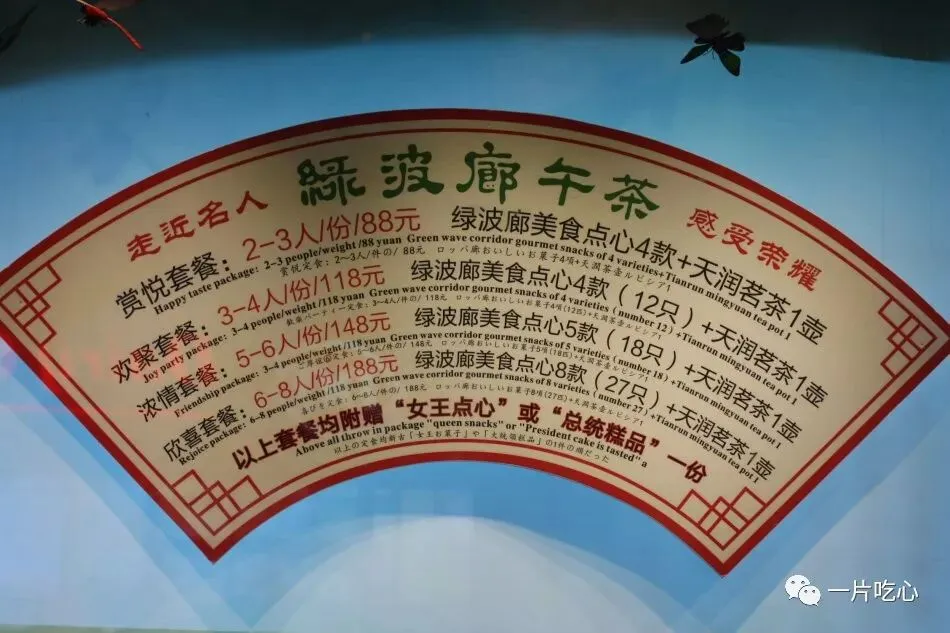 綠波廊午茶
走近名人
感受荣耀
赏悦套餐：2-3人/份/88元 绿波廊美食点心4款+天润茗茶1壶
Happy taste package: 2-3 people/weight /88 yuan Green wave corridor gourmet snacks of 4 varieties+Tianrun mingyuan tea pot 1
欢聚套餐：3-4人/份/118元 绿波廊美食点心4款（12只）+天润茗茶1壶
Joy party package: 3-4 people/weight /118 yuan Green wave corridor gourmet snacks of 4 varieties (number 12) +Tianrun mingyuan tea pot 1
浓情套餐：5-6人/份/148元 绿波廊美食点心5款（18只）+天润茗茶1壶
Friendship package: 3-4 people/weight /118 yuan Green wave corridor gourmet snacks of 5 varieties (number 18)+Tianrun mingyuan tea pot 1
欣喜套餐：6-8人/份/188元 绿波廊美食点心8款（27只）+天润茗茶1壶
Rejoice package: 6-8 people/weight /118 yuan Green wave corridor gourmet snacks of 8 varieties (number 27)+Tianrun mingyuan tea pot 1
以上套餐均附赠“女王点心”或“总统糕品”一份
Above all throw in package "queen snacks" or "President cake is tasted" a
一片吃心